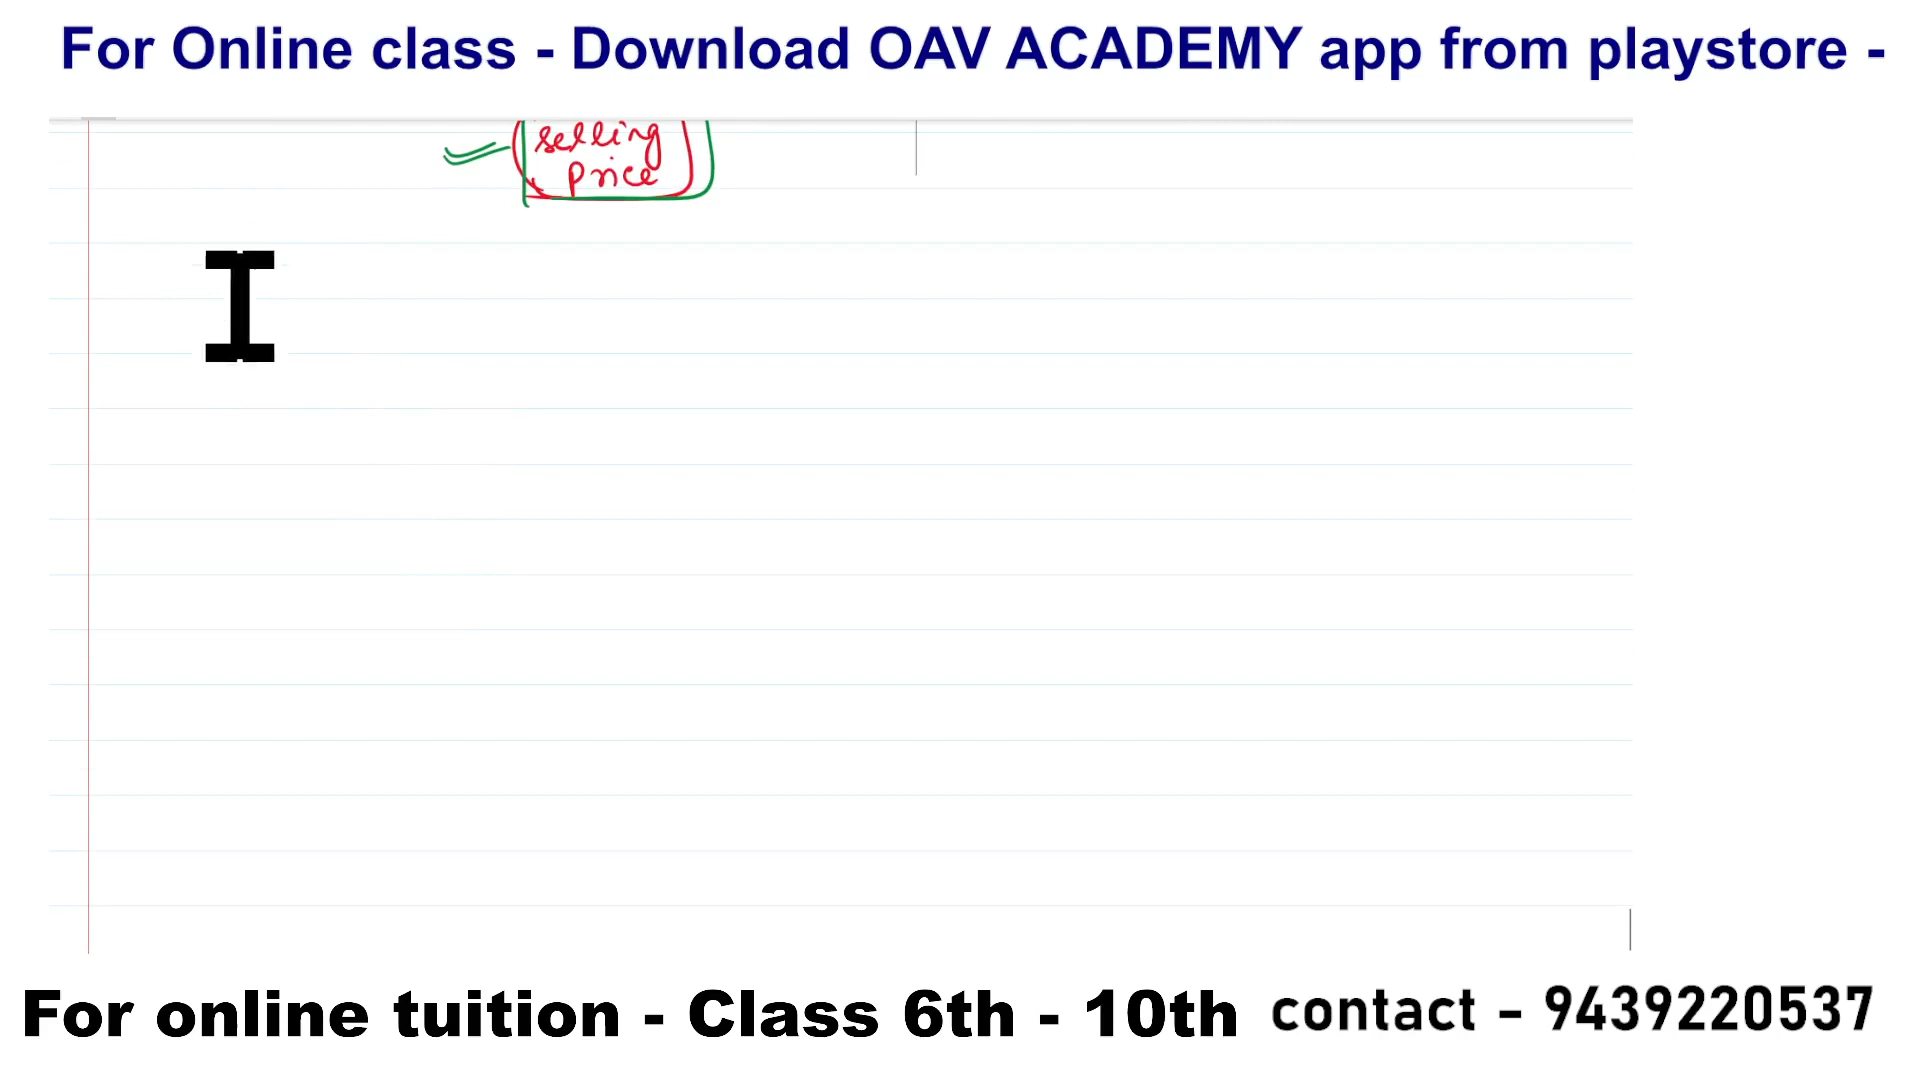 For Online class - Download OAV ACADEMY app from playstore -
selling
price
For online tuition - Class 6th - 10th contact - 9439220537